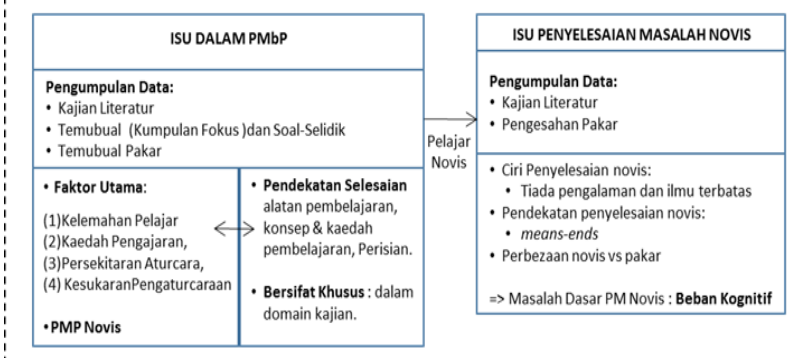 ISU DALAM PMbP
Pengumpulan Data:
• Kajian Literatur
• Temubual (Kumpulan Fokus )dan Soal-Selidik
• Temubual Pakar
• Faktor Utama:
(1)Kelemahan Pelajar
(2)Kaedah Pengajaran,
(3)Persekitaran Aturcara,
(4) KesukaranPengaturcaraan
•PMP Novis
• Pendekatan Selesaian
alatan pembelajaran,
konsep & kaedah
pembelajaran, Perisian.
• Bersifat Khusus : dalam
domain kajian.
Pelajar
Novis
ISU PENYELESAIAN MASALAH NOVIS
Pengumpulan Data:
• Kajian Literatur
• Pengesahan Pakar
• Ciri Penyelesaian novis:
• Tiada pengalaman dan ilmu terbatas
• Pendekatan penyelesaian novis:
• means-ends
• Perbezaan novis vs pakar
=> Masalah Dasar PM Novis : Beban Kognitif